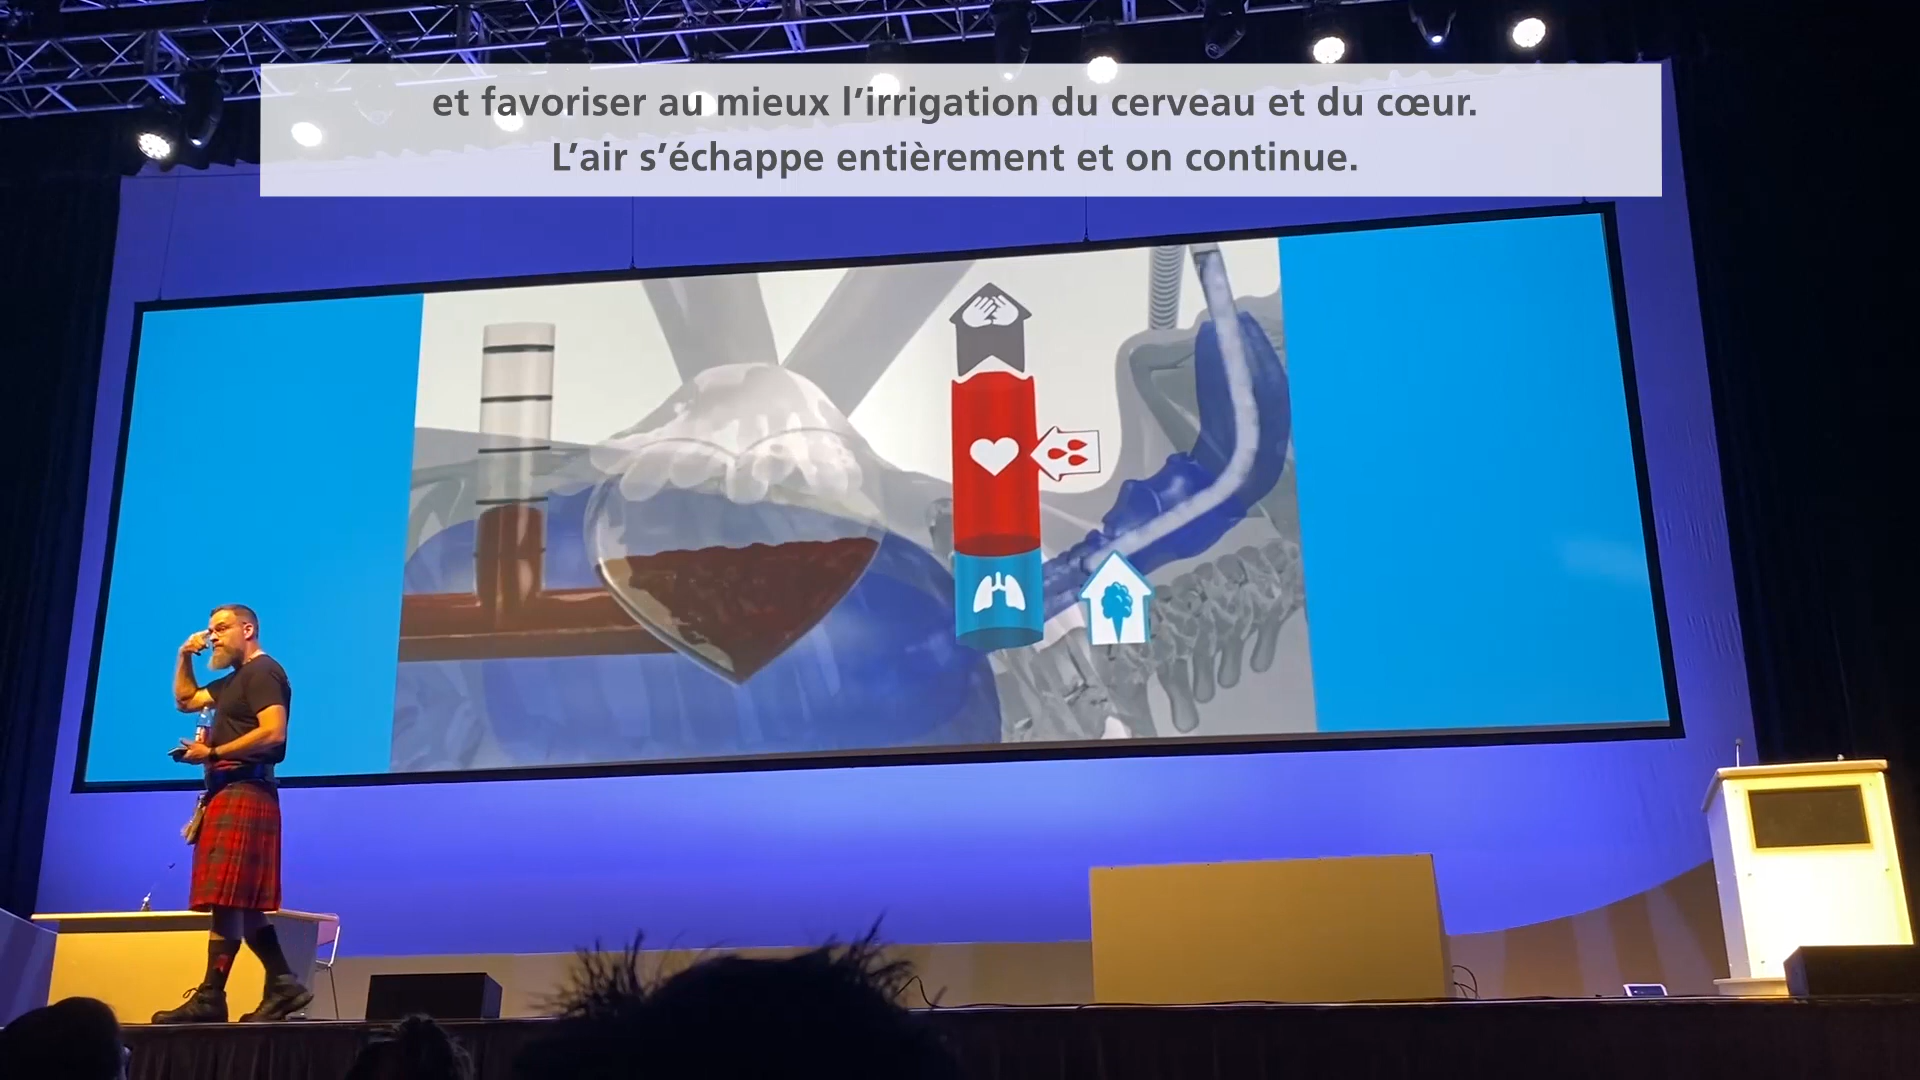 et favoriser au mieux l’irrigation du cerveau et du cœur.
L’air s’échappe entièrement et on continue.